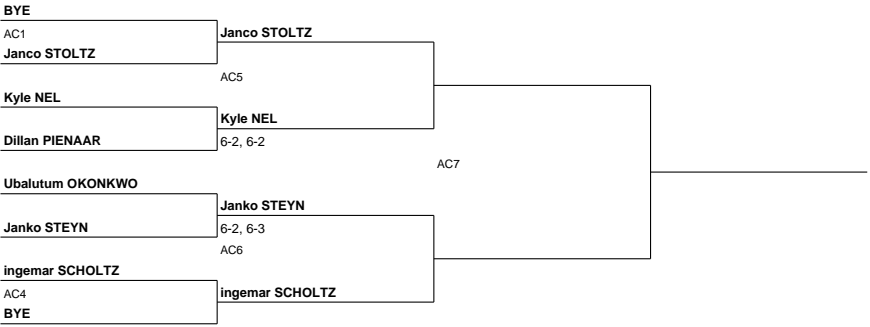 BYE
AC1
Janco STOLTZ
Janco STOLTZ
AC5
Kyle NEL
Kyle NEL
Dillan PIENAAR
6-2, 6-2
AC7
Ubalutum OKONKWO
Janko STEYN
Janko STEYN
6-2, 6-3
AC6
ingemar SCHOLTZ
AC4
ingemar SCHOLTZ
BYE